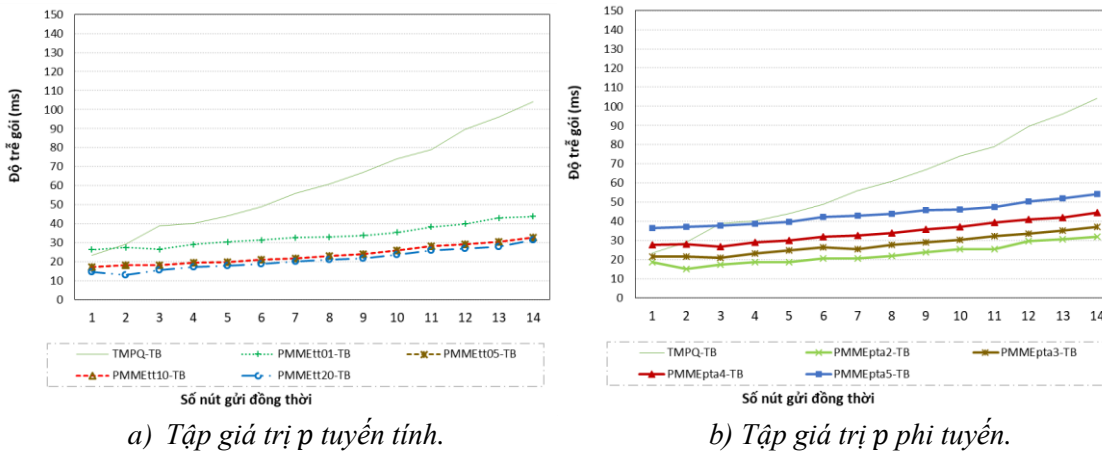 150
140
130
120
110
100
90
80
70
60
50
40
30
20
10
0
Độ trễ gói (ms)
1 2 3 4 5 6 7 8 9 10 11 12 13 14
TMPQ-TB PMMEtt01-TB PMMEtt05-TB
PMMEtt10-TB PMMEtt20-TB
Số nút gửi đồng thời
a) Tập giá trị p tuyến tính.
150
140
130
120
110
100
90
80
70
60
50
40
30
20
10
0
Độ trễ gói (ms)
1 2 3 4 5 6 7 8 9 10 11 12 13 14
TMPQ-TB PMMEpta2-TB PMMEpta3-TB
PMMEpta4-TB PMMEpta5-TB
Số nút gửi đồng thời
b) Tập giá trị p phi tuyến.